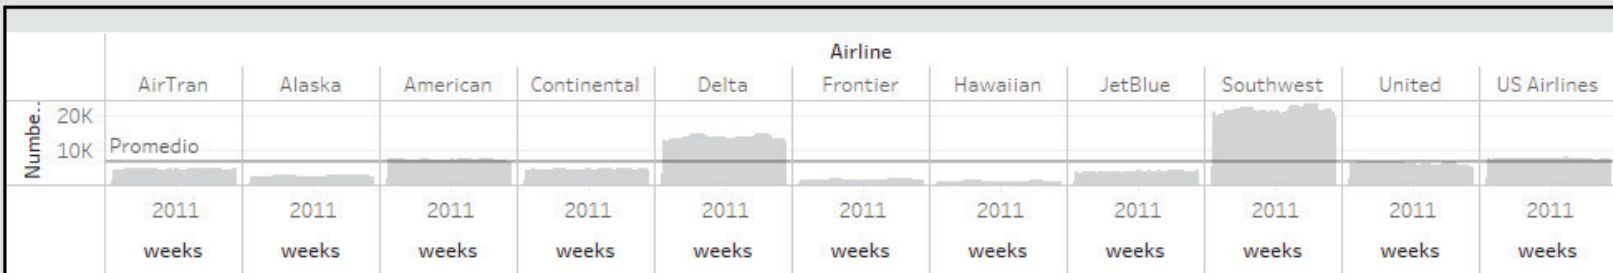 Airline
AirTran Alaska American Continental Delta Frontier Hawaiian JetBlue Southwest United US Airlines
Numbe..
20K
10K
Promedio
2011 2011 2011 2011 2011 2011 2011 2011 2011 2011 2011
weeks weeks weeks weeks weeks weeks weeks weeks weeks weeks weeks